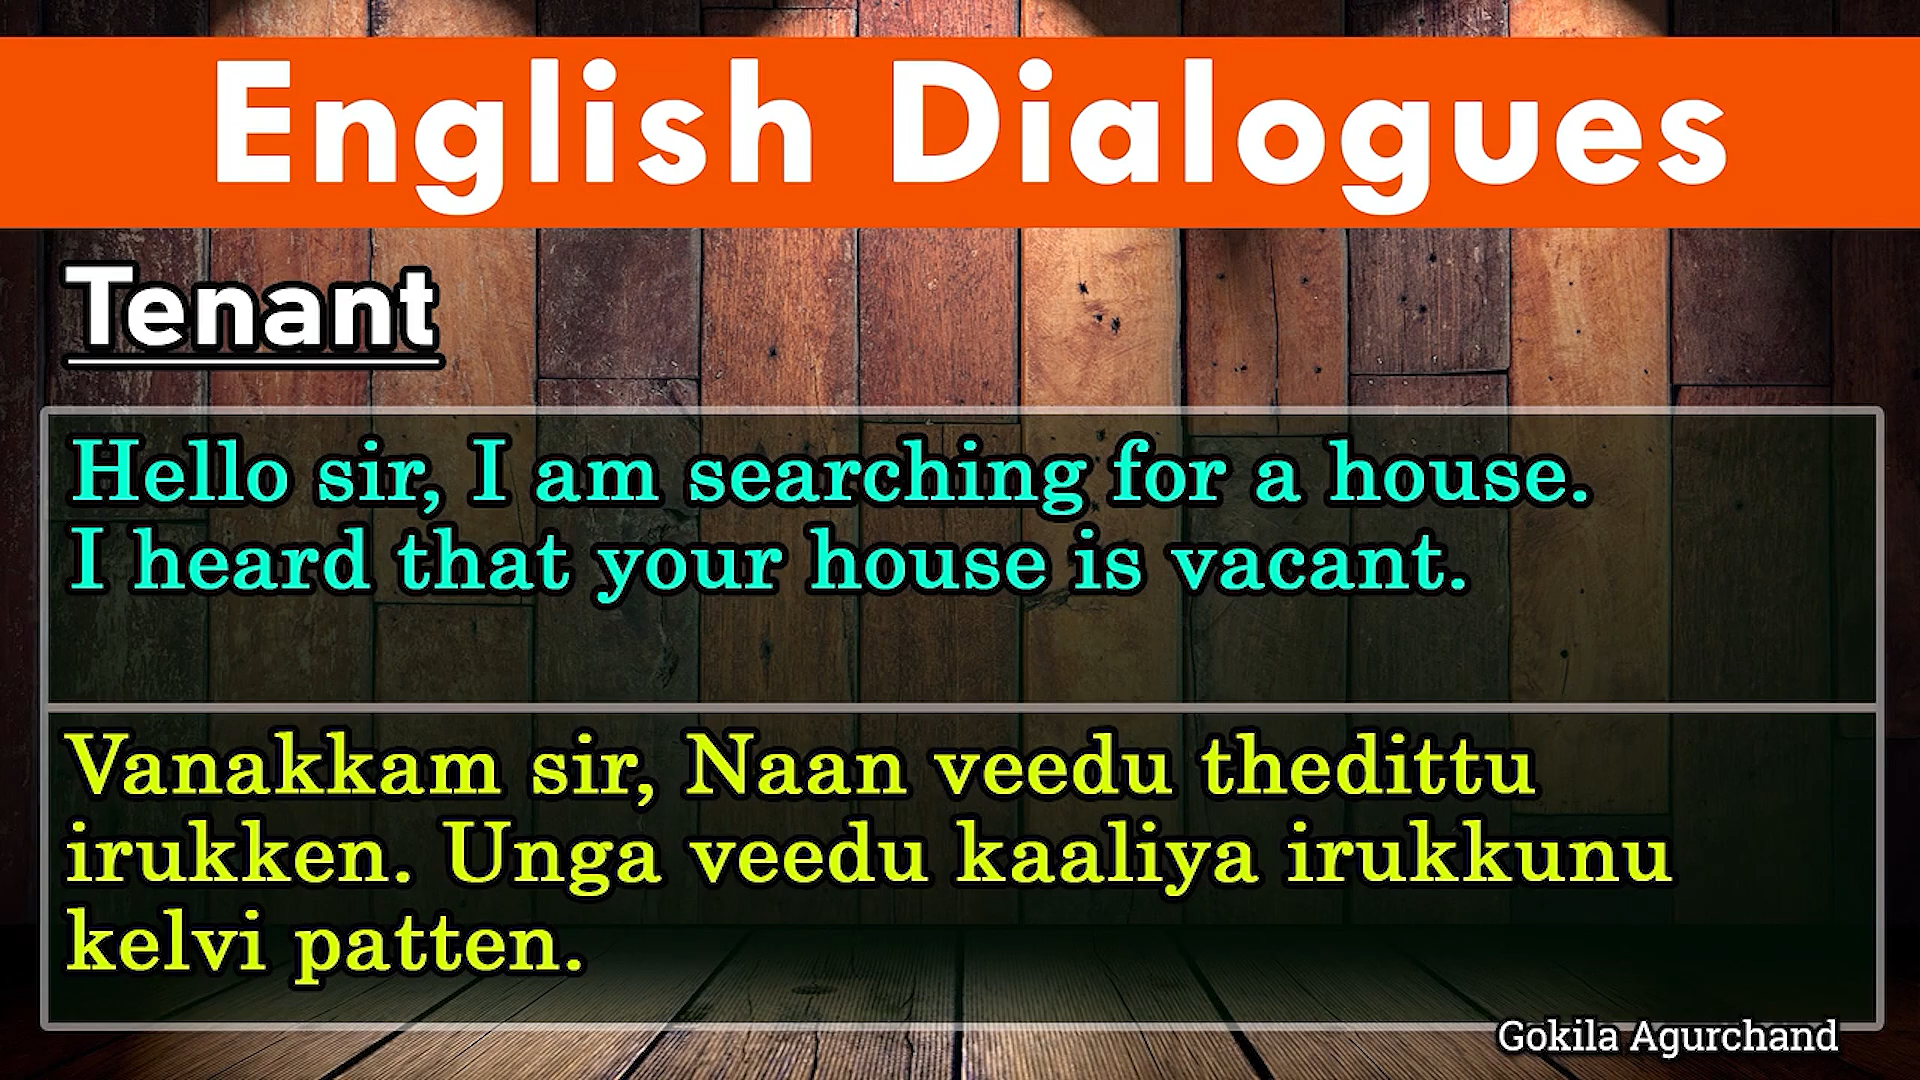 English Dialogues
Tenant
Hello sir, I am searching for a house.
I heard that your house is vacant.
Vanakkam sir, Naan veedu thedittu
irukken. Unga veedu kaaliya irukkunu
kelvi patten.
Gokila Agurchand